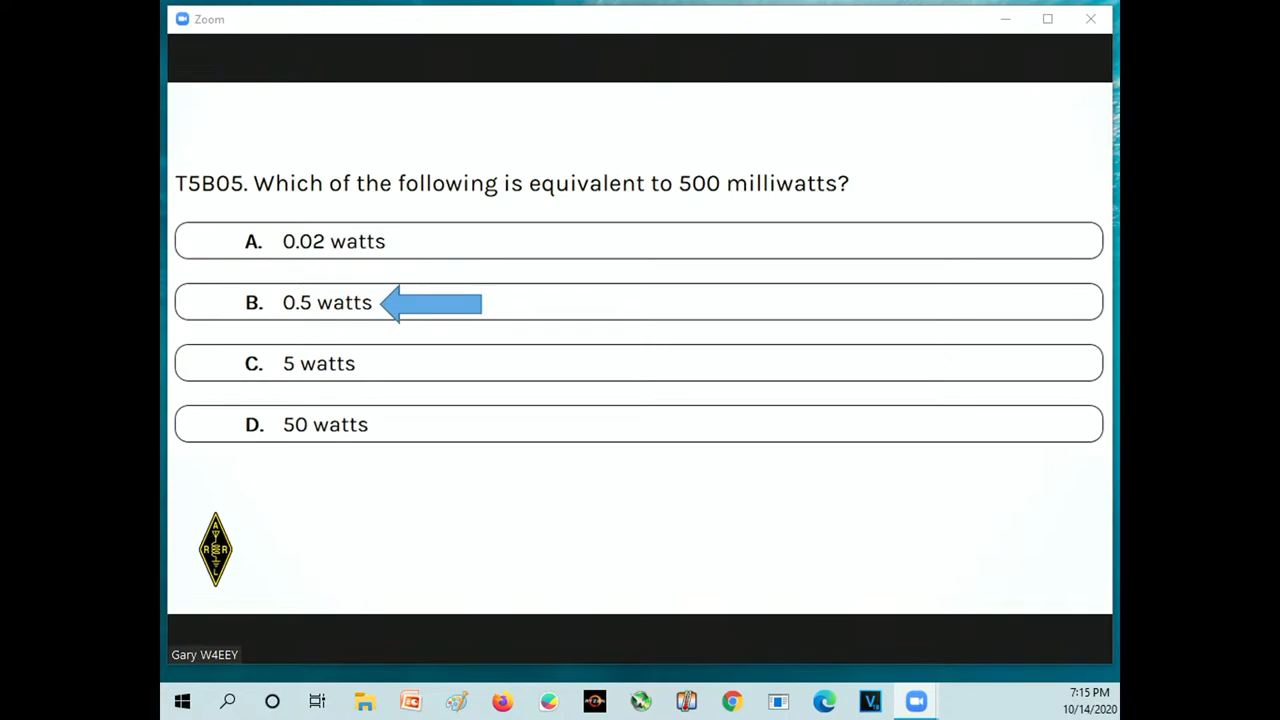 Zoom
T5B05. Which of the following is equivalent to 500 milliwatts?
A. 0.02 watts
B. 0.5 watts
C. 5 watts
D. 50 watts
A
R R
L
Gary W4EEY
RYZEN
V
7:15 PM
10/14/2020